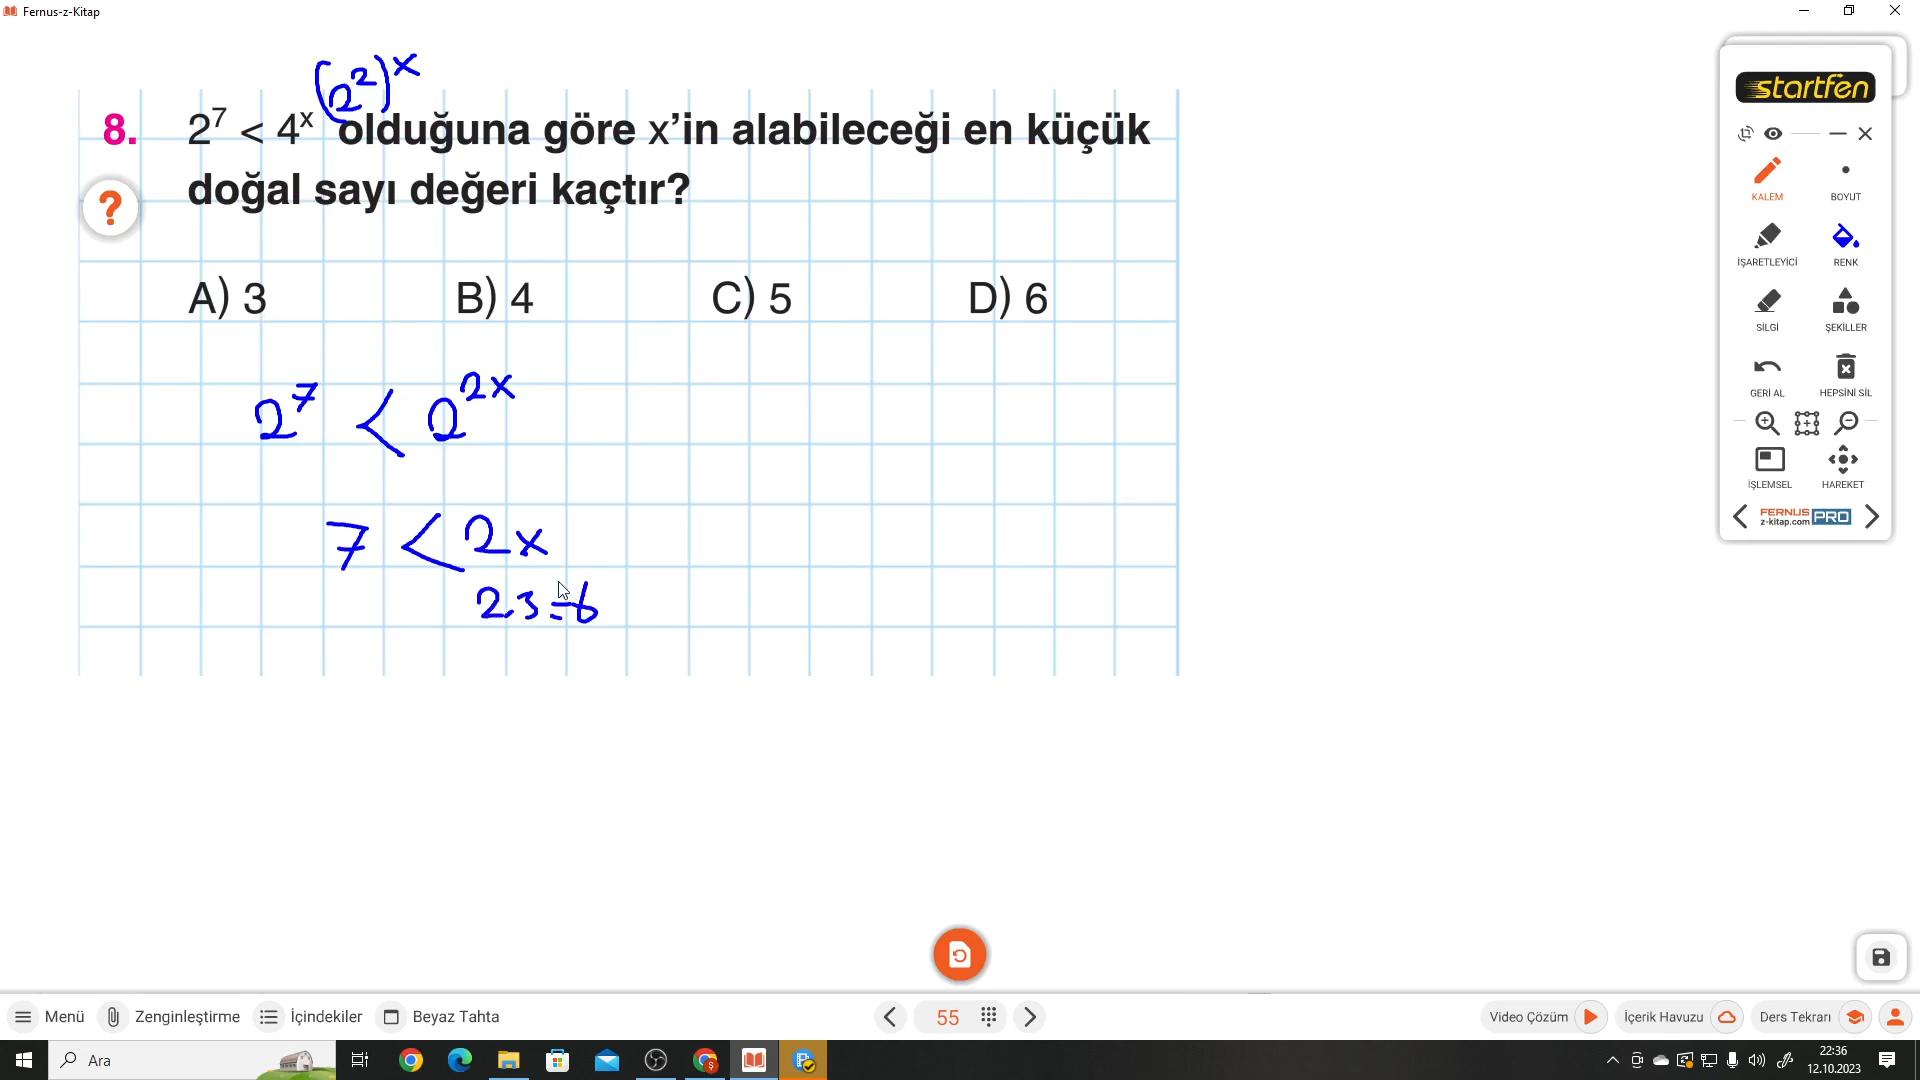 Fernus-z-Kitap
(2²)ˣ
8. 2⁷ < 4ˣ olduğuna göre x’in alabileceği en küçük
doğal sayı değeri kaçtır?
?
A) 3 B) 4 C) 5 D) 6
2⁷ < 2²ˣ
7 < 2x
2.3=6
startfen
KALEM BOYUT
İŞARETLEYİCİ RENK
SİLGİ ŞEKİLLER
GERİ AL HEPSİNİ SİL
İŞLEMSEL HAREKET
FERNUS
z-kitap.com PRO
Menü Zenginleştirme İçindekiler Beyaz Tahta 55 Video Çözüm İçerik Havuzu Ders Tekrarı
Ara
22:36
12.10.2023